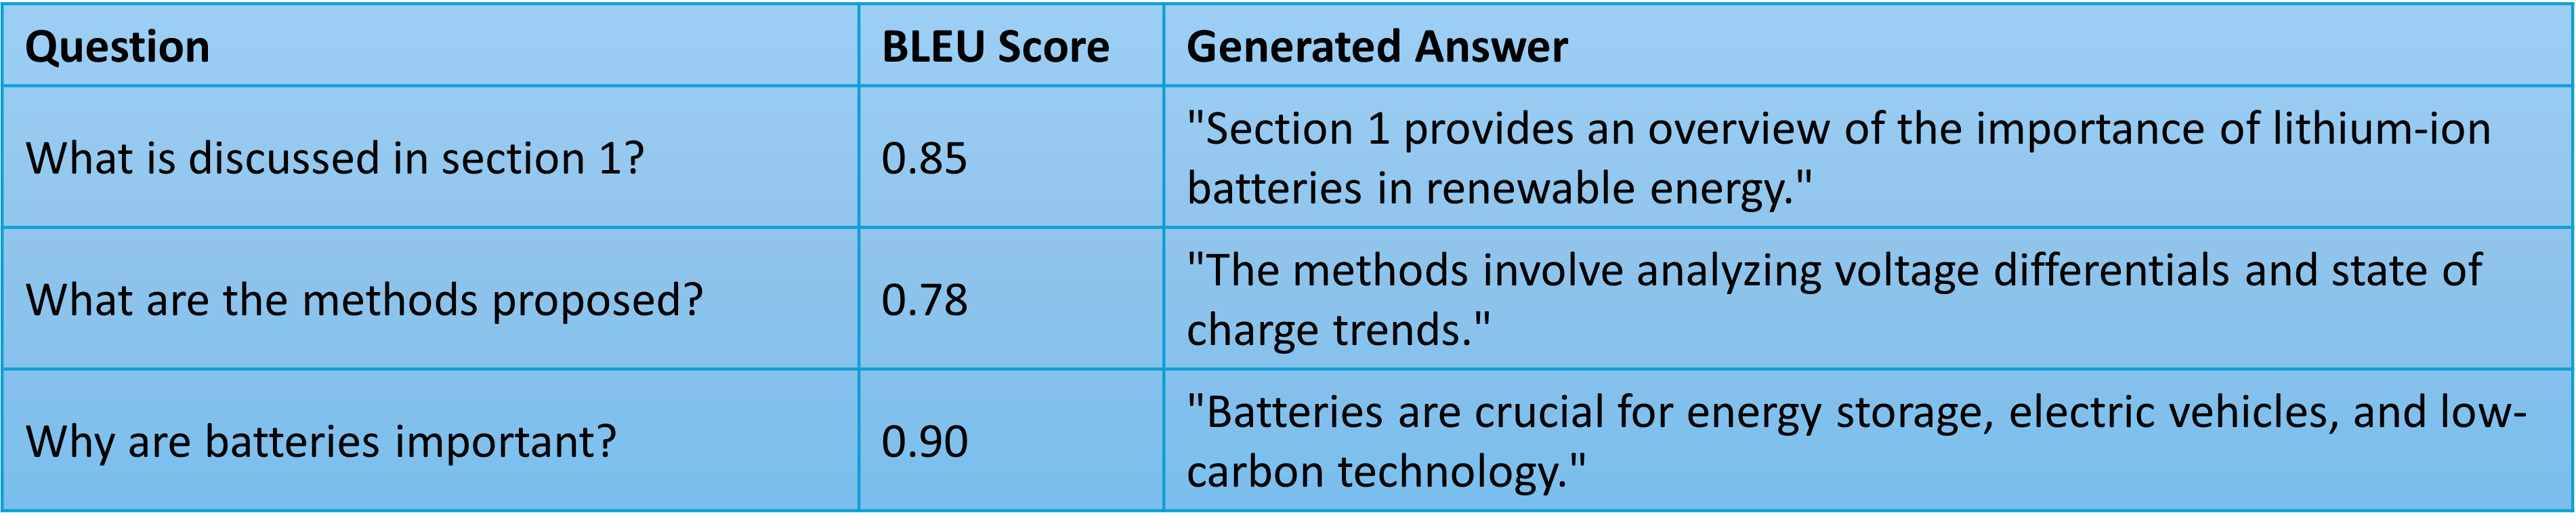 Question BLEU Score Generated Answer
What is discussed in section 1? 0.85 "Section 1 provides an overview of the importance of lithium-ion
batteries in renewable energy."
What are the methods proposed? 0.78 "The methods involve analyzing voltage differentials and state of
charge trends."
Why are batteries important? 0.90 "Batteries are crucial for energy storage, electric vehicles, and low-
carbon technology."